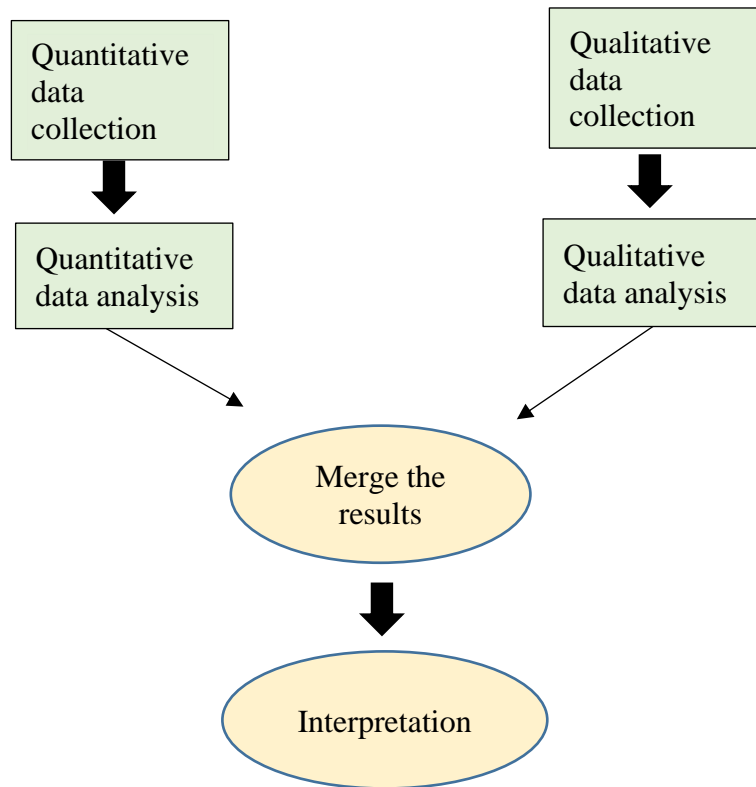 Quantitative
data
collection
Qualitative
data
collection
Quantitative
data analysis
Qualitative
data analysis
Merge the
results
Interpretation